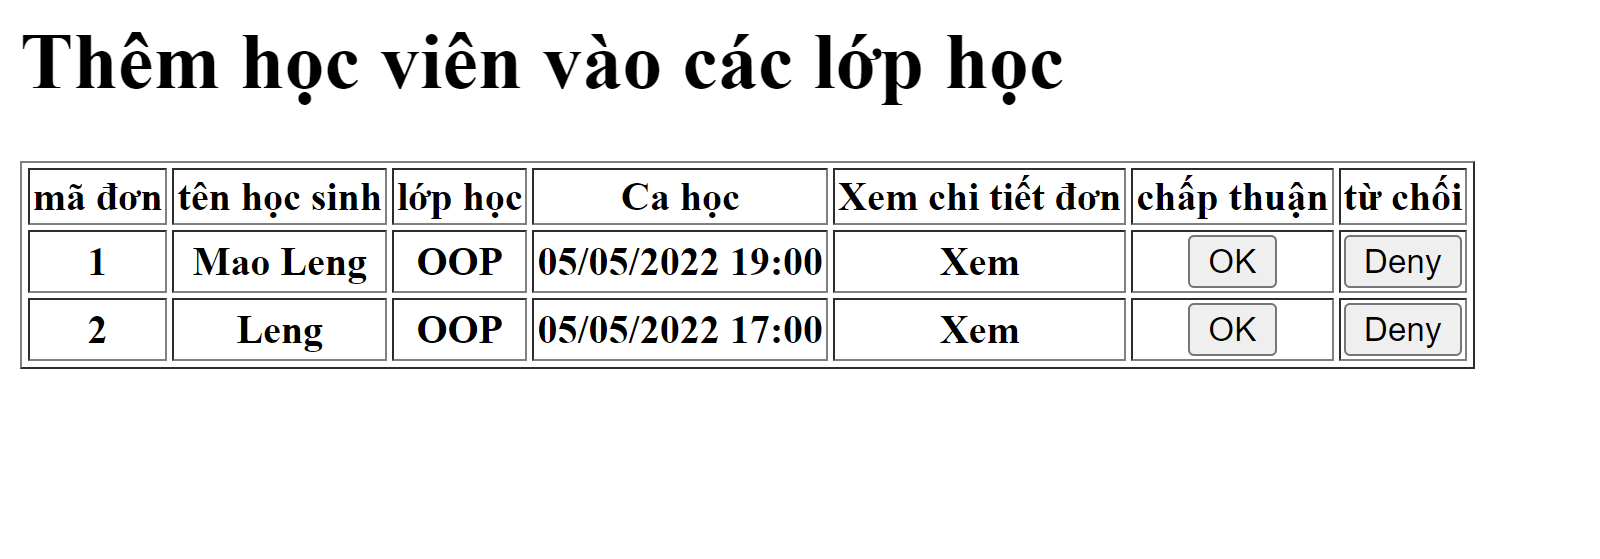 Thêm học viên vào các lớp học
mã đơn tên học sinh lớp học Ca học Xem chi tiết đơn chấp thuận từ chối
1 Mao Leng OOP 05/05/2022 19:00 Xem OK Deny
2 Leng OOP 05/05/2022 17:00 Xem OK Deny